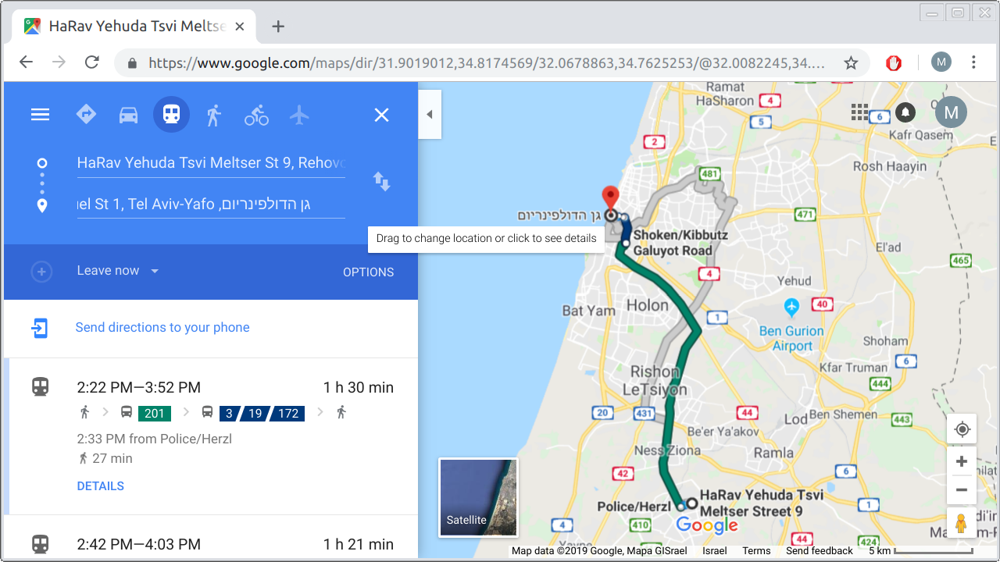 HaRav Yehuda Tsvi Meltse
https://www.google.com/maps/dir/31.9019012,34.8174569/32.0678863,34.7625253/@32.0082245,34....
M
M
HaRav Yehuda Tsvi Meltser St 9, Rehovo
גן הדולפינריום, Tel Aviv-Yafo ,1 el St
Leave now
OPTIONS
Send directions to your phone
2:22 PM—3:52 PM
1 h 30 min
201
3 / 19 / 172
2:33 PM from Police/Herzl
27 min
DETAILS
2:42 PM—4:03 PM
1 h 21 min
Drag to change location or click to see details
Ramat
HaSharon
4
5
6
Kafr Qasem
2
Rosh Haayin
481
גן הדולפינריום
471
Shoken/Kibbutz
Galuyot Road
El'ad
465
4
Yehud
Bat Yam
Holon
40
1
Ben Gurion
Airport
Shoham
6
Kfar Truman
Rishon
LeTsiyon
444
20
431
44
Lod
Ben Shemen
443
Be'er Ya'akov
Ness Ziona
Ramla
42
6
HaRav Yehuda Tsvi
Meltser Street 9
Police/Herzl
1
Satellite
Google
4
410
44
424
Map data ©2019 Google, Mapa GISrael
Israel
Terms
Send feedback
5 km